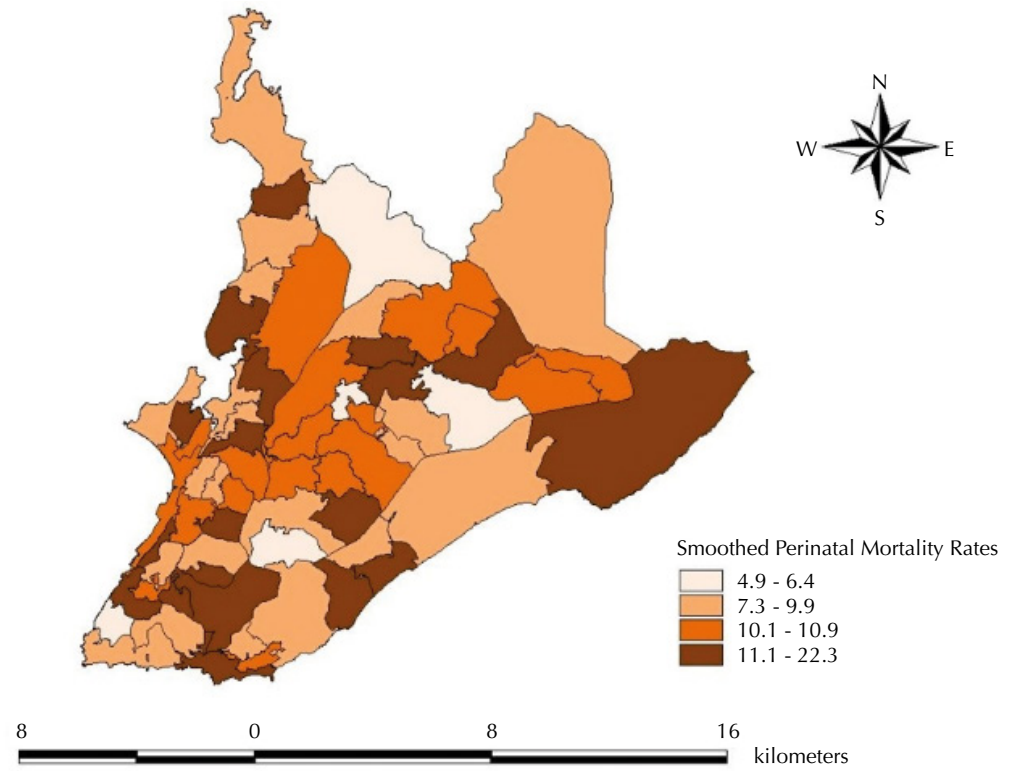 N
W E
S
Smoothed Perinatal Mortality Rates
4.9 - 6.4
7.3 - 9.9
10.1 - 10.9
11.1 - 22.3
8 0 8 16
kilometers